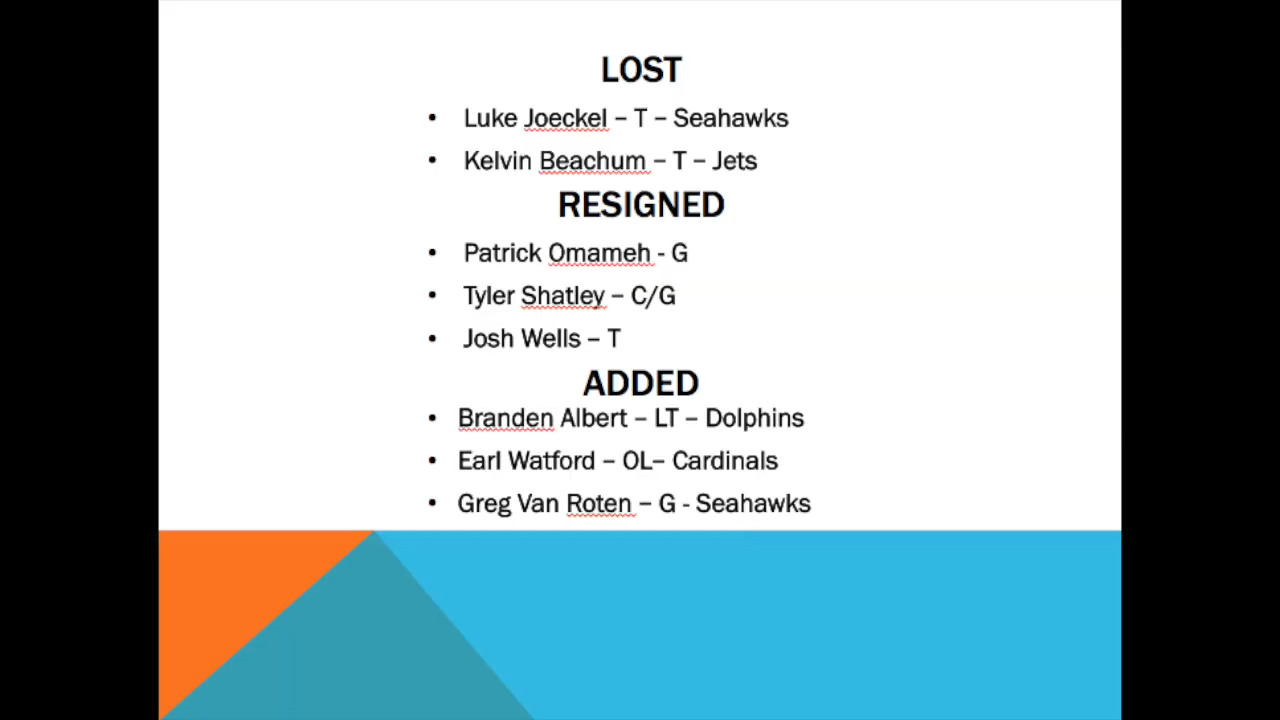 LOST
• Luke Joeckel – T – Seahawks
• Kelvin Beachum – T – Jets
RESIGNED
• Patrick Omameh - G
• Tyler Shatley – C/G
• Josh Wells – T
ADDED
• Branden Albert – LT – Dolphins
• Earl Watford – OL– Cardinals
• Greg Van Roten – G - Seahawks